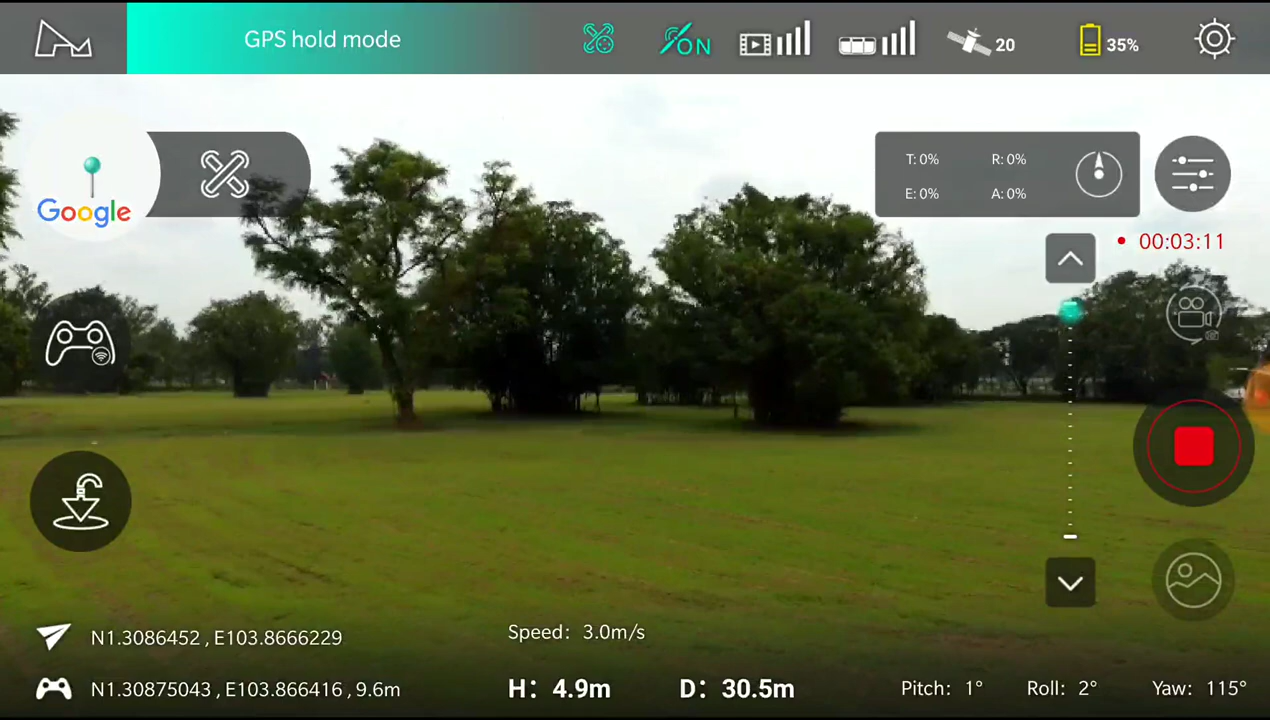 GPS hold mode
ON
20
35%
Google
T: 0% R: 0%
E: 0% A: 0%
00:03:11
N1.3086452 , E103.8666229
Speed: 3.0m/s
N1.30875043 , E103.866416 , 9.6m
H: 4.9m D: 30.5m Pitch: 1° Roll: 2° Yaw: 115°